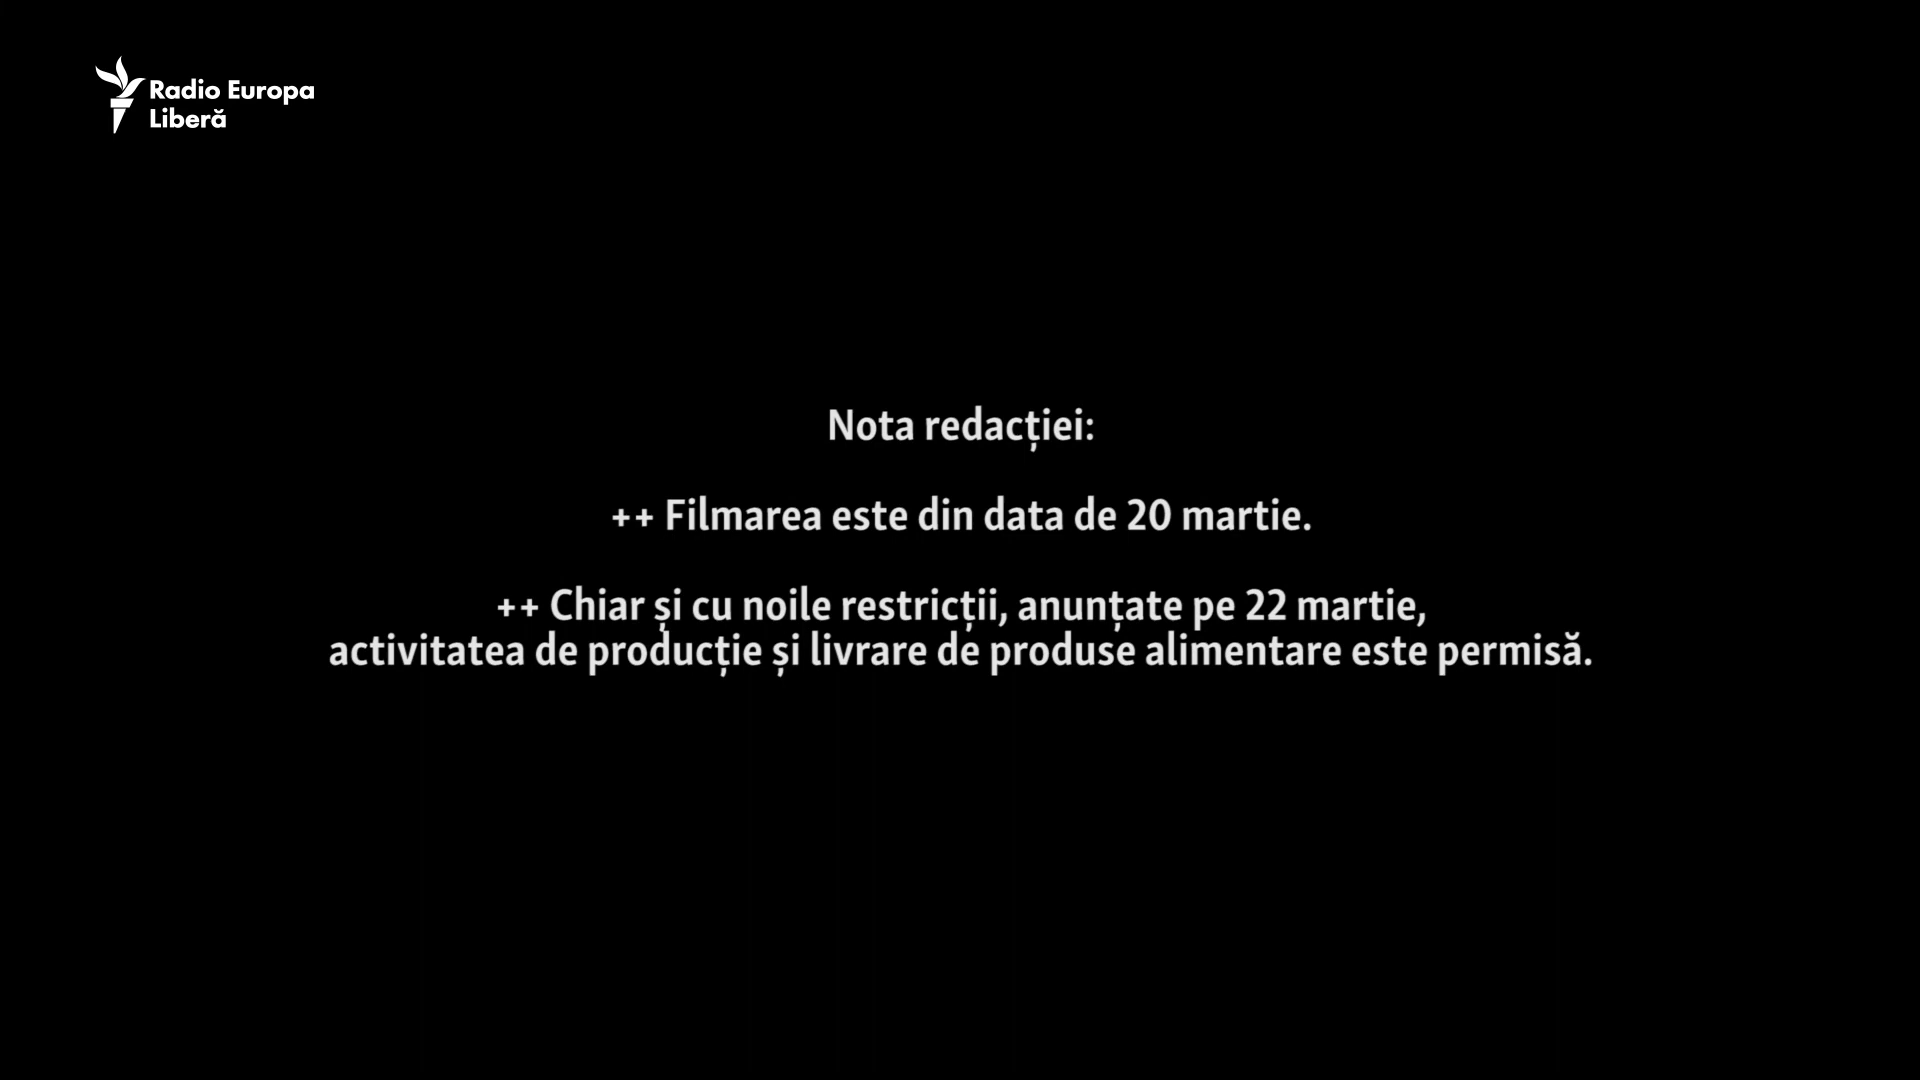 Radio Europa
Liberă
Nota redacției:
++ Filmarea este din data de 20 martie.
++ Chiar și cu noile restricții, anunțate pe 22 martie,
activitatea de producție și livrare de produse alimentare este permisă.